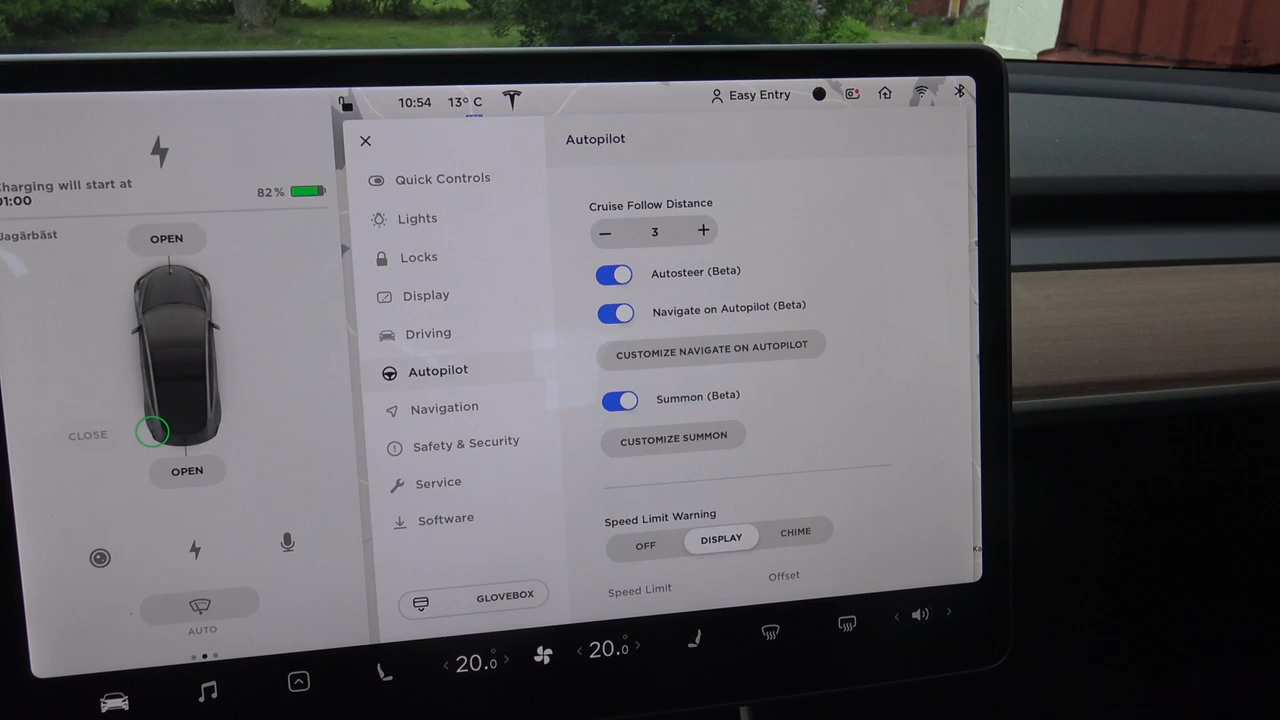 10:54 13° C Easy Entry
Charging will start at
01:00
82%
Jagärbäst
OPEN
CLOSE
OPEN
AUTO
Quick Controls
Lights
Locks
Display
Driving
Autopilot
Navigation
Safety & Security
Service
Software
GLOVEBOX
Autopilot
Cruise Follow Distance
− 3 +
Autosteer (Beta)
Navigate on Autopilot (Beta)
CUSTOMIZE NAVIGATE ON AUTOPILOT
Summon (Beta)
CUSTOMIZE SUMMON
Speed Limit Warning
OFF DISPLAY CHIME
Speed Limit Offset
Ka
< 20.0° > < 20.0° > < >